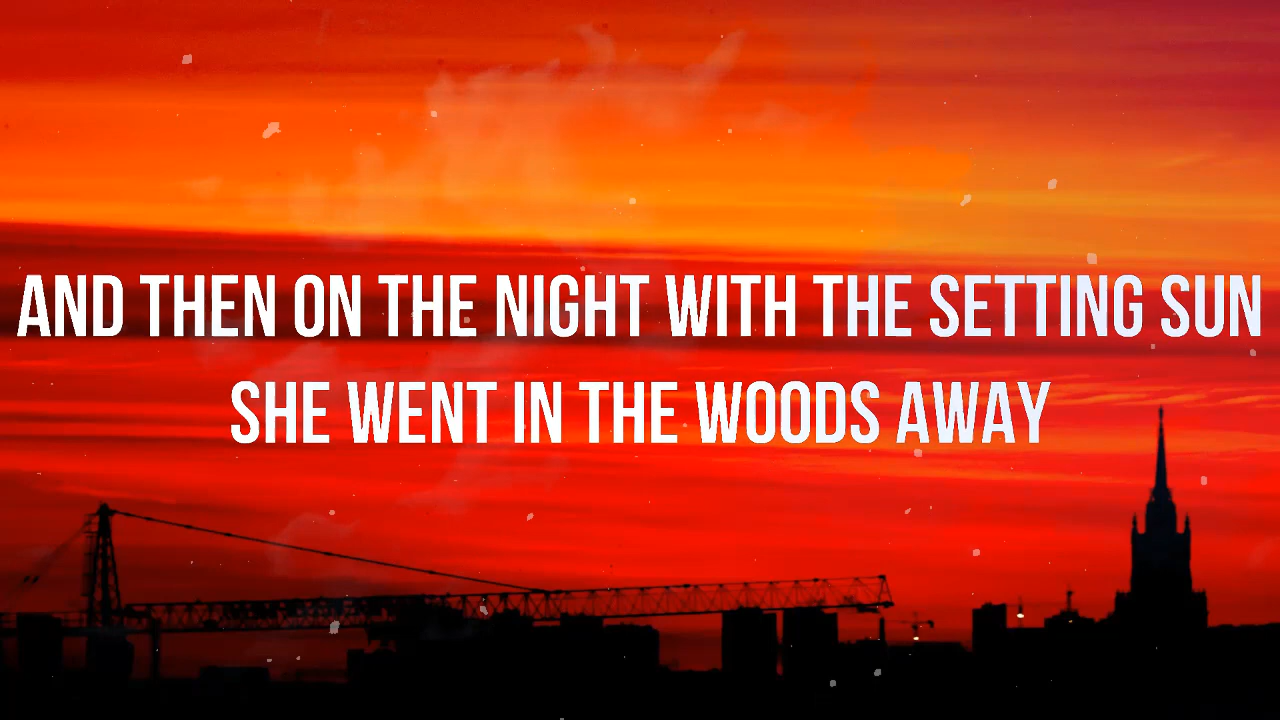 AND THEN ON THE NIGHT WITH THE SETTING SUN
SHE WENT IN THE WOODS AWAY